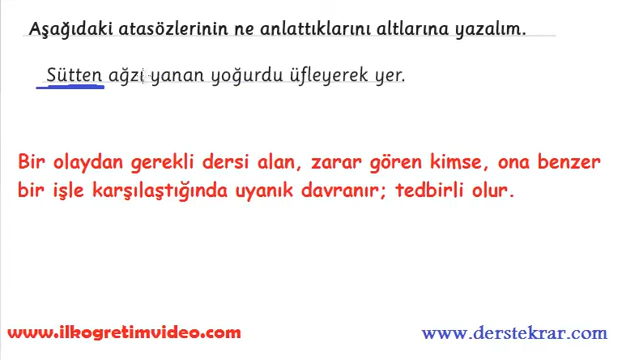 Aşağıdaki atasözlerinin ne anlattıklarını altlarına yazalım.
Sütten ağzı yanan yoğurdu üfleyerek yer.
Bir olaydan gerekli dersi alan, zarar gören kimse, ona benzer
bir işle karşılaştığında uyanık davranır; tedbirli olur.
www.ilkogretimvideo.com www.derstekrar.com